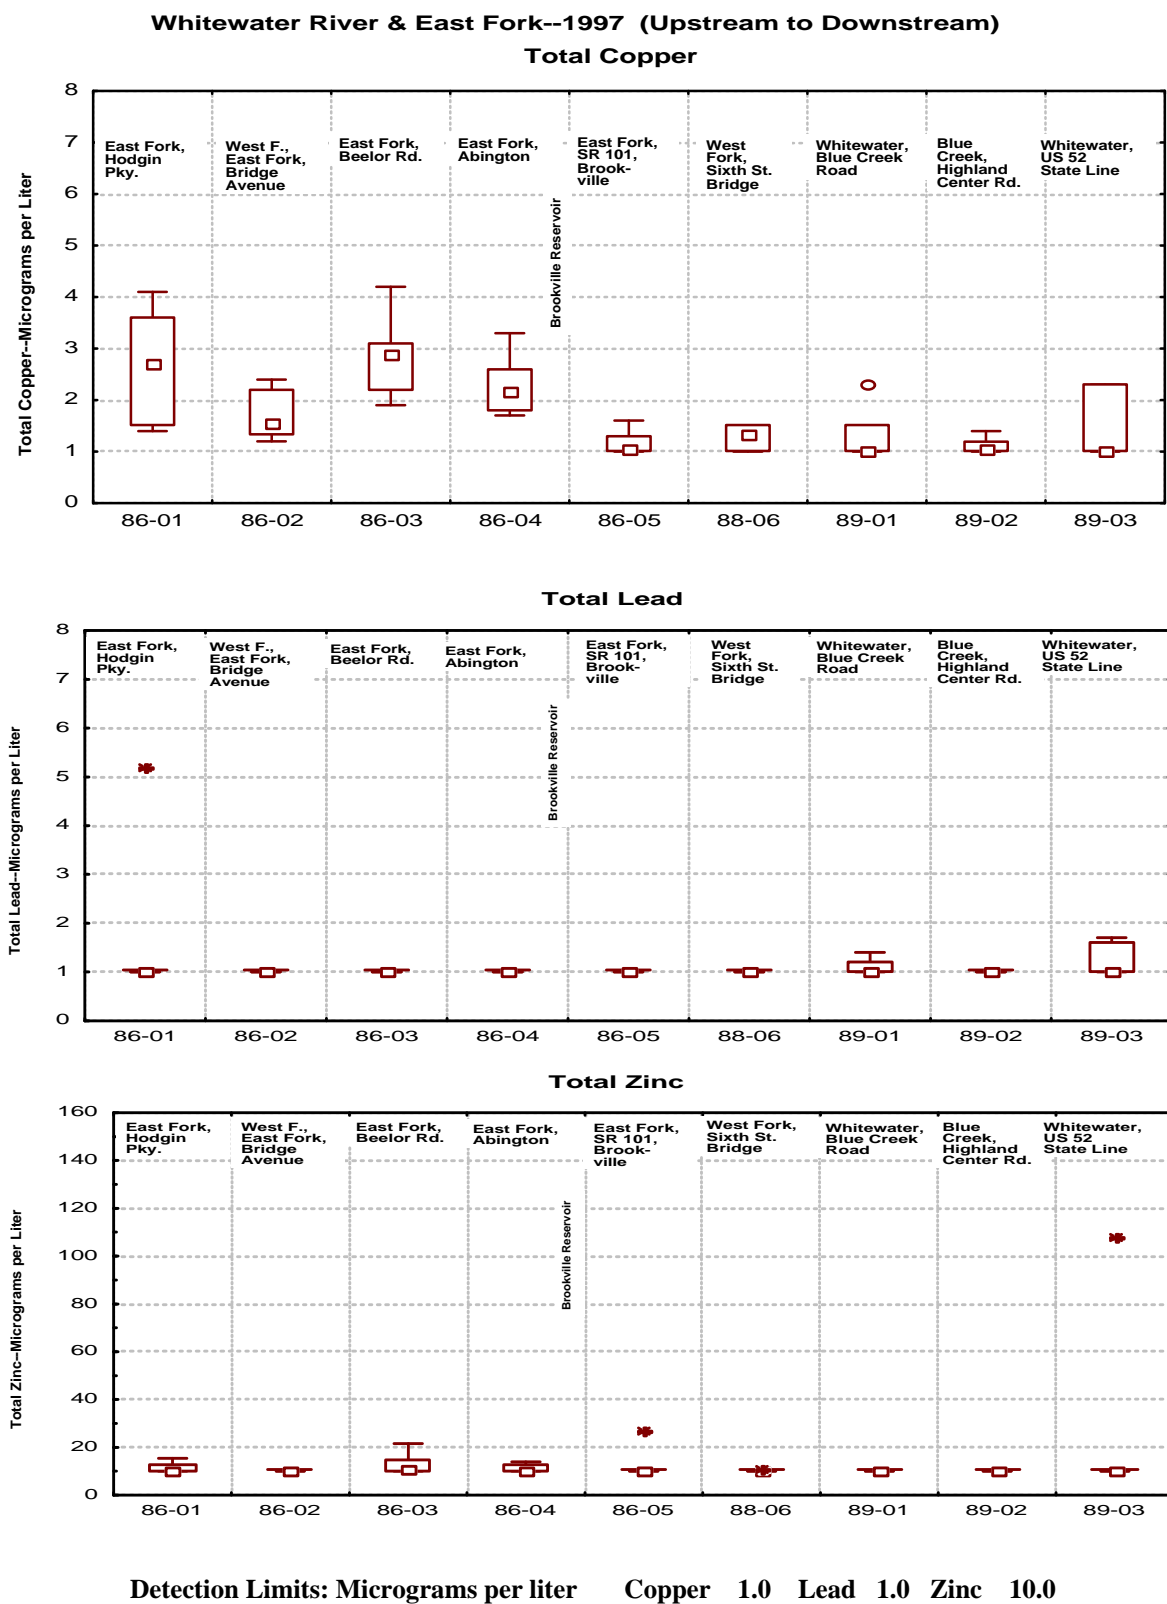 Whitewater River & East Fork--1997 (Upstream to Downstream)
Total Copper
Total Copper--Micrograms per Liter
8
7
6
5
4
3
2
1
0
East Fork,
Hodgin
Pky.
West F.,
East Fork,
Bridge
Avenue
East Fork,
Beelor Rd.
East Fork,
Abington
Brookville Reservoir
East Fork,
SR 101,
Brook-
ville
West
Fork,
Sixth St.
Bridge
Whitewater,
Blue Creek
Road
Blue
Creek,
Highland
Center Rd.
Whitewater,
US 52
State Line
86-01 86-02 86-03 86-04 86-05 88-06 89-01 89-02 89-03
Total Lead
Total Lead--Micrograms per Liter
8
7
6
5
4
3
2
1
0
East Fork,
Hodgin
Pky.
West F.,
East Fork,
Bridge
Avenue
East Fork,
Beelor Rd.
East Fork,
Abington
Brookville Reservoir
East Fork,
SR 101,
Brook-
ville
West
Fork,
Sixth St.
Bridge
Whitewater,
Blue Creek
Road
Blue
Creek,
Highland
Center Rd.
Whitewater,
US 52
State Line
86-01 86-02 86-03 86-04 86-05 88-06 89-01 89-02 89-03
Total Zinc
Total Zinc--Micrograms per Liter
160
140
120
100
80
60
40
20
0
East Fork,
Hodgin
Pky.
West F.,
East Fork,
Bridge
Avenue
East Fork,
Beelor Rd.
East Fork,
Abington
Brookville Reservoir
East Fork,
SR 101,
Brook-
ville
West Fork,
Sixth St.
Bridge
Whitewater,
Blue Creek
Road
Blue
Creek,
Highland
Center Rd.
Whitewater,
US 52
State Line
86-01 86-02 86-03 86-04 86-05 88-06 89-01 89-02 89-03
Detection Limits: Micrograms per liter Copper 1.0 Lead 1.0 Zinc 10.0